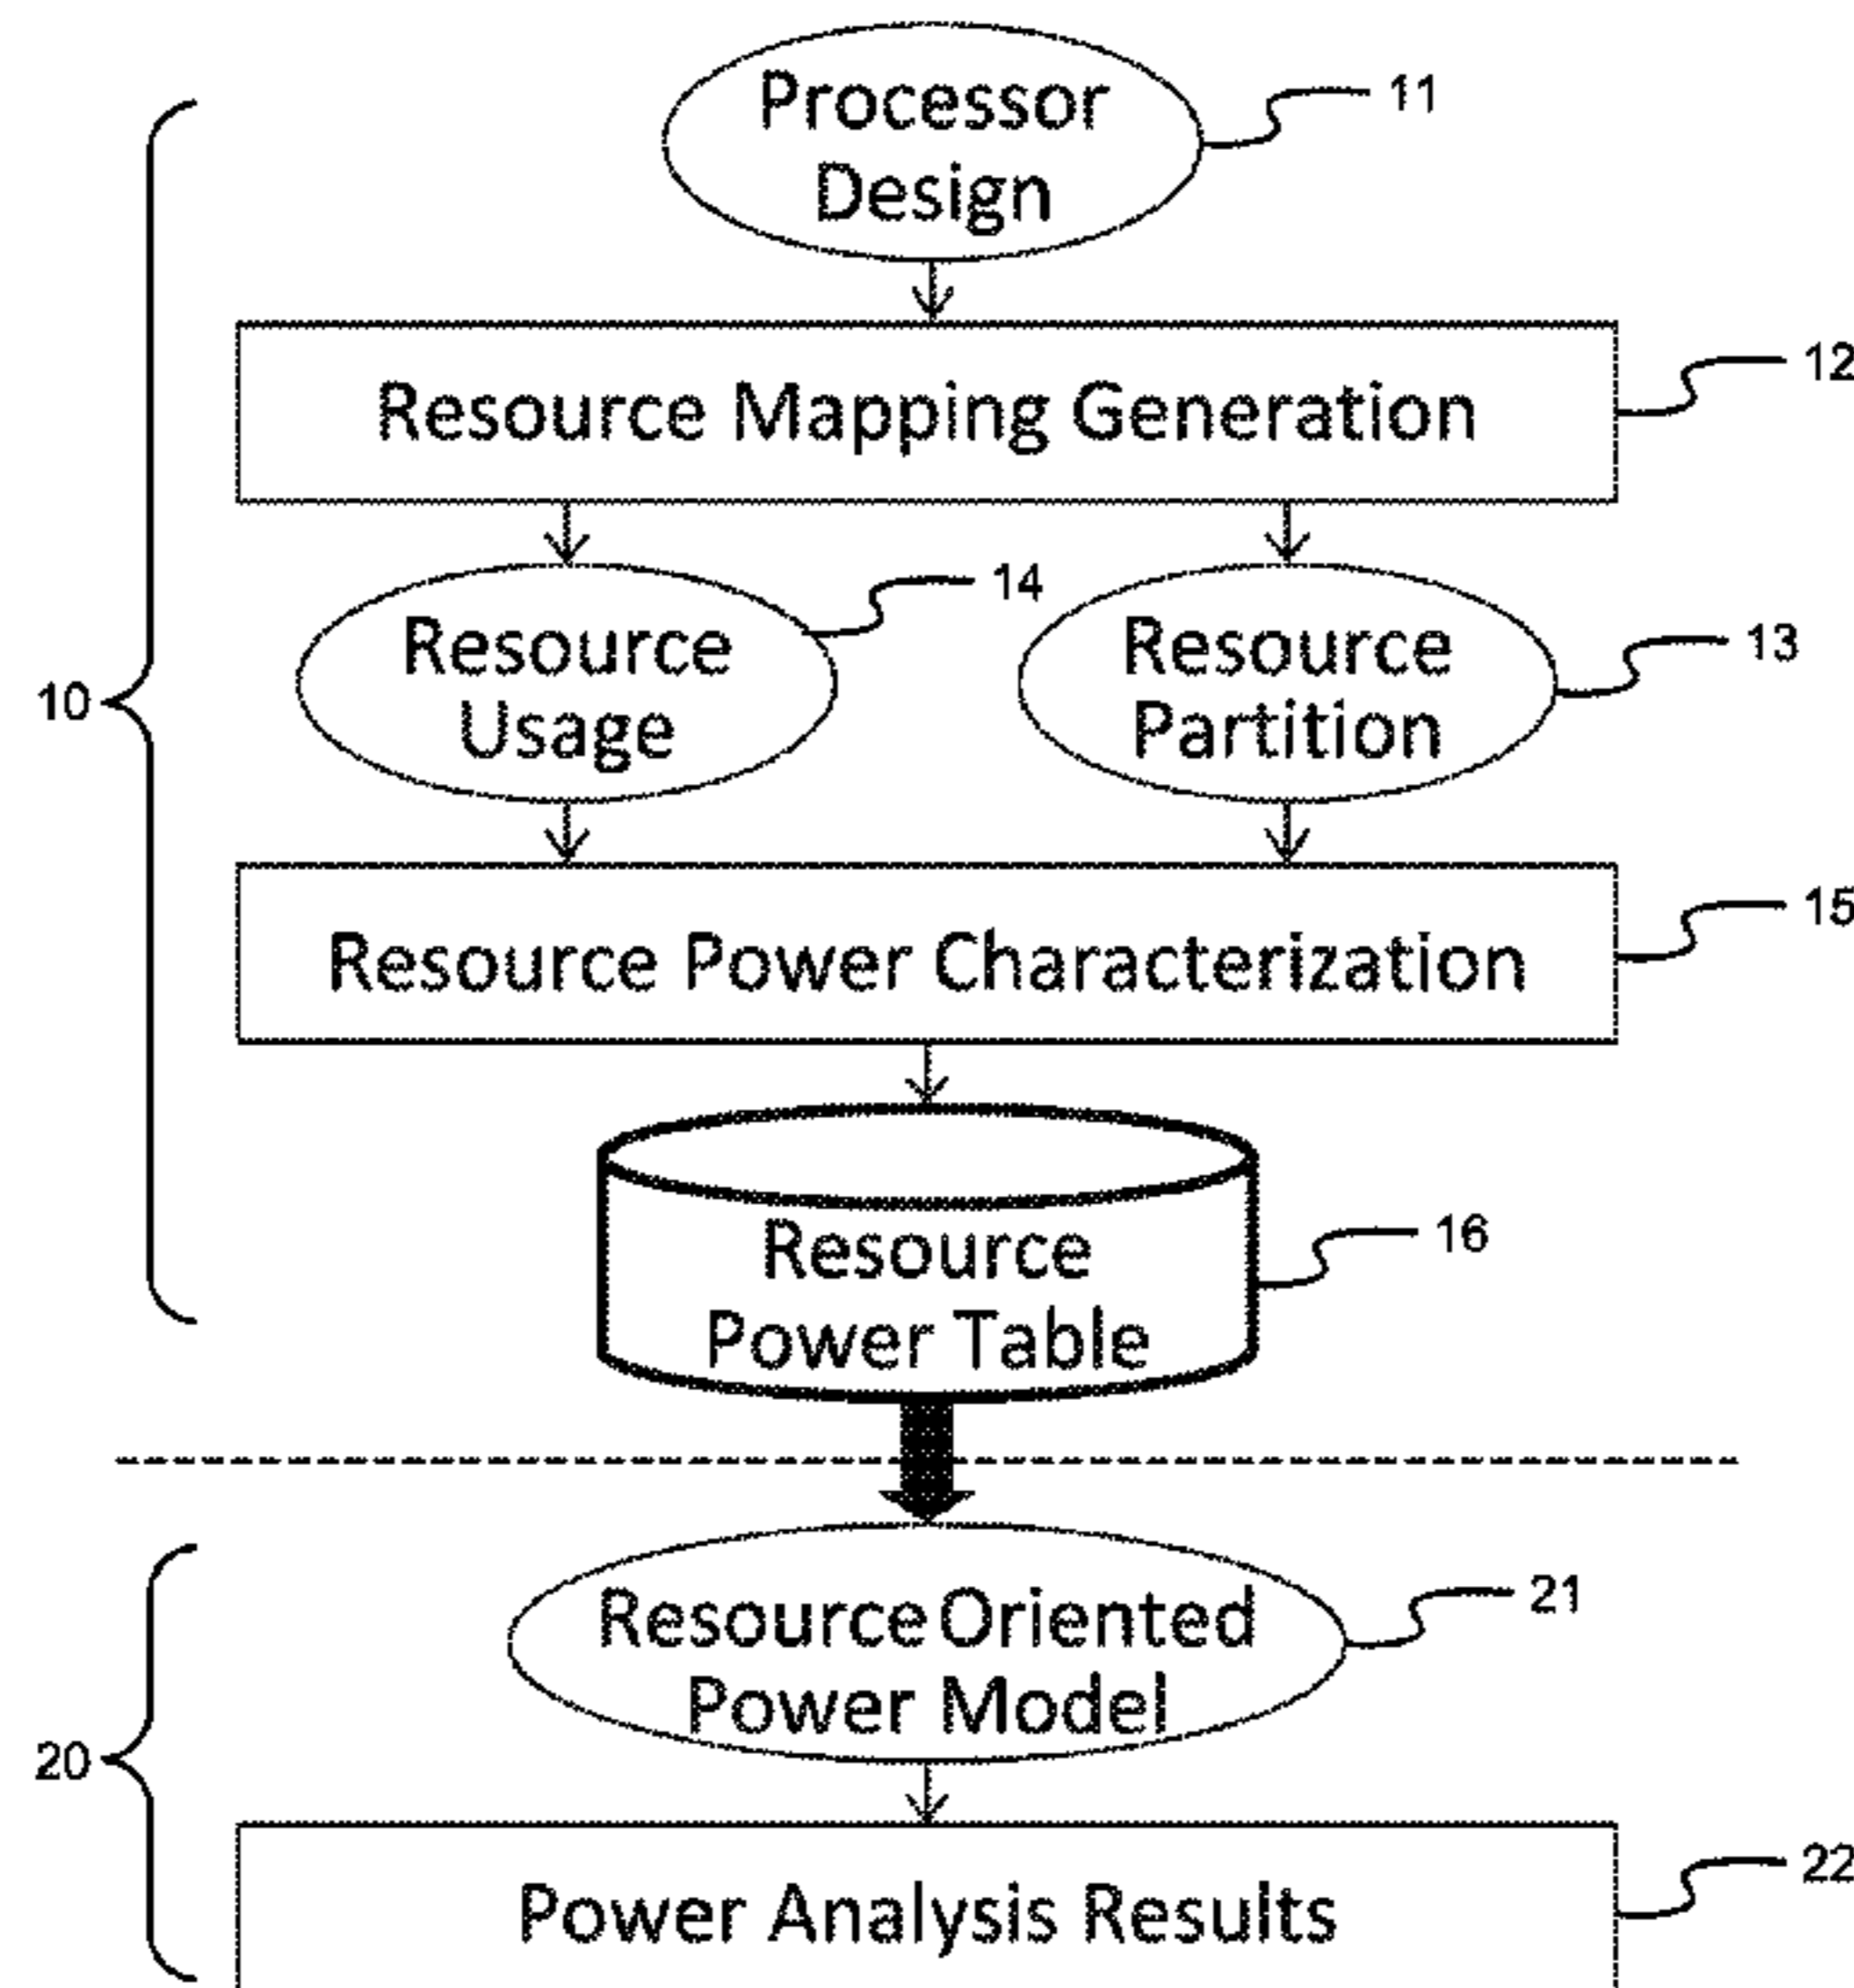 Processor
Design
11
Resource Mapping Generation
12
Resource
Usage
14
Resource
Partition
13
10
Resource Power Characterization
15
Resource
Power Table
16
Resource Oriented
Power Model
21
20
Power Analysis Results
22